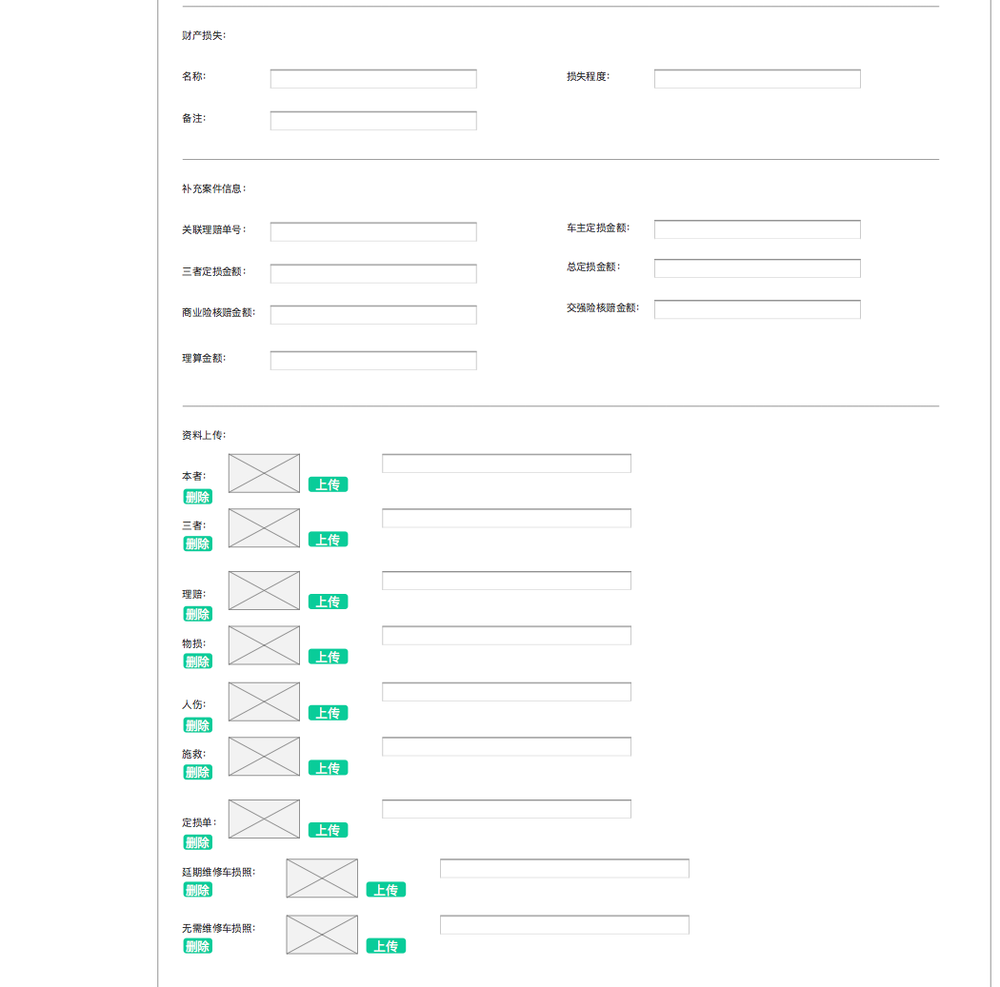 财产损失：
名称： 损失程度：
备注：
补充案件信息：
关联理赔单号： 车主定损金额：
三者定损金额： 总定损金额：
商业险核赔金额： 交强险核赔金额：
理算金额：
资料上传：
本者： 上传
删除
三者： 上传
删除
理赔： 上传
删除
物损： 上传
删除
人伤： 上传
删除
施救： 上传
删除
定损单： 上传
删除
延期维修车损照： 上传
删除
无需维修车损照： 上传
删除